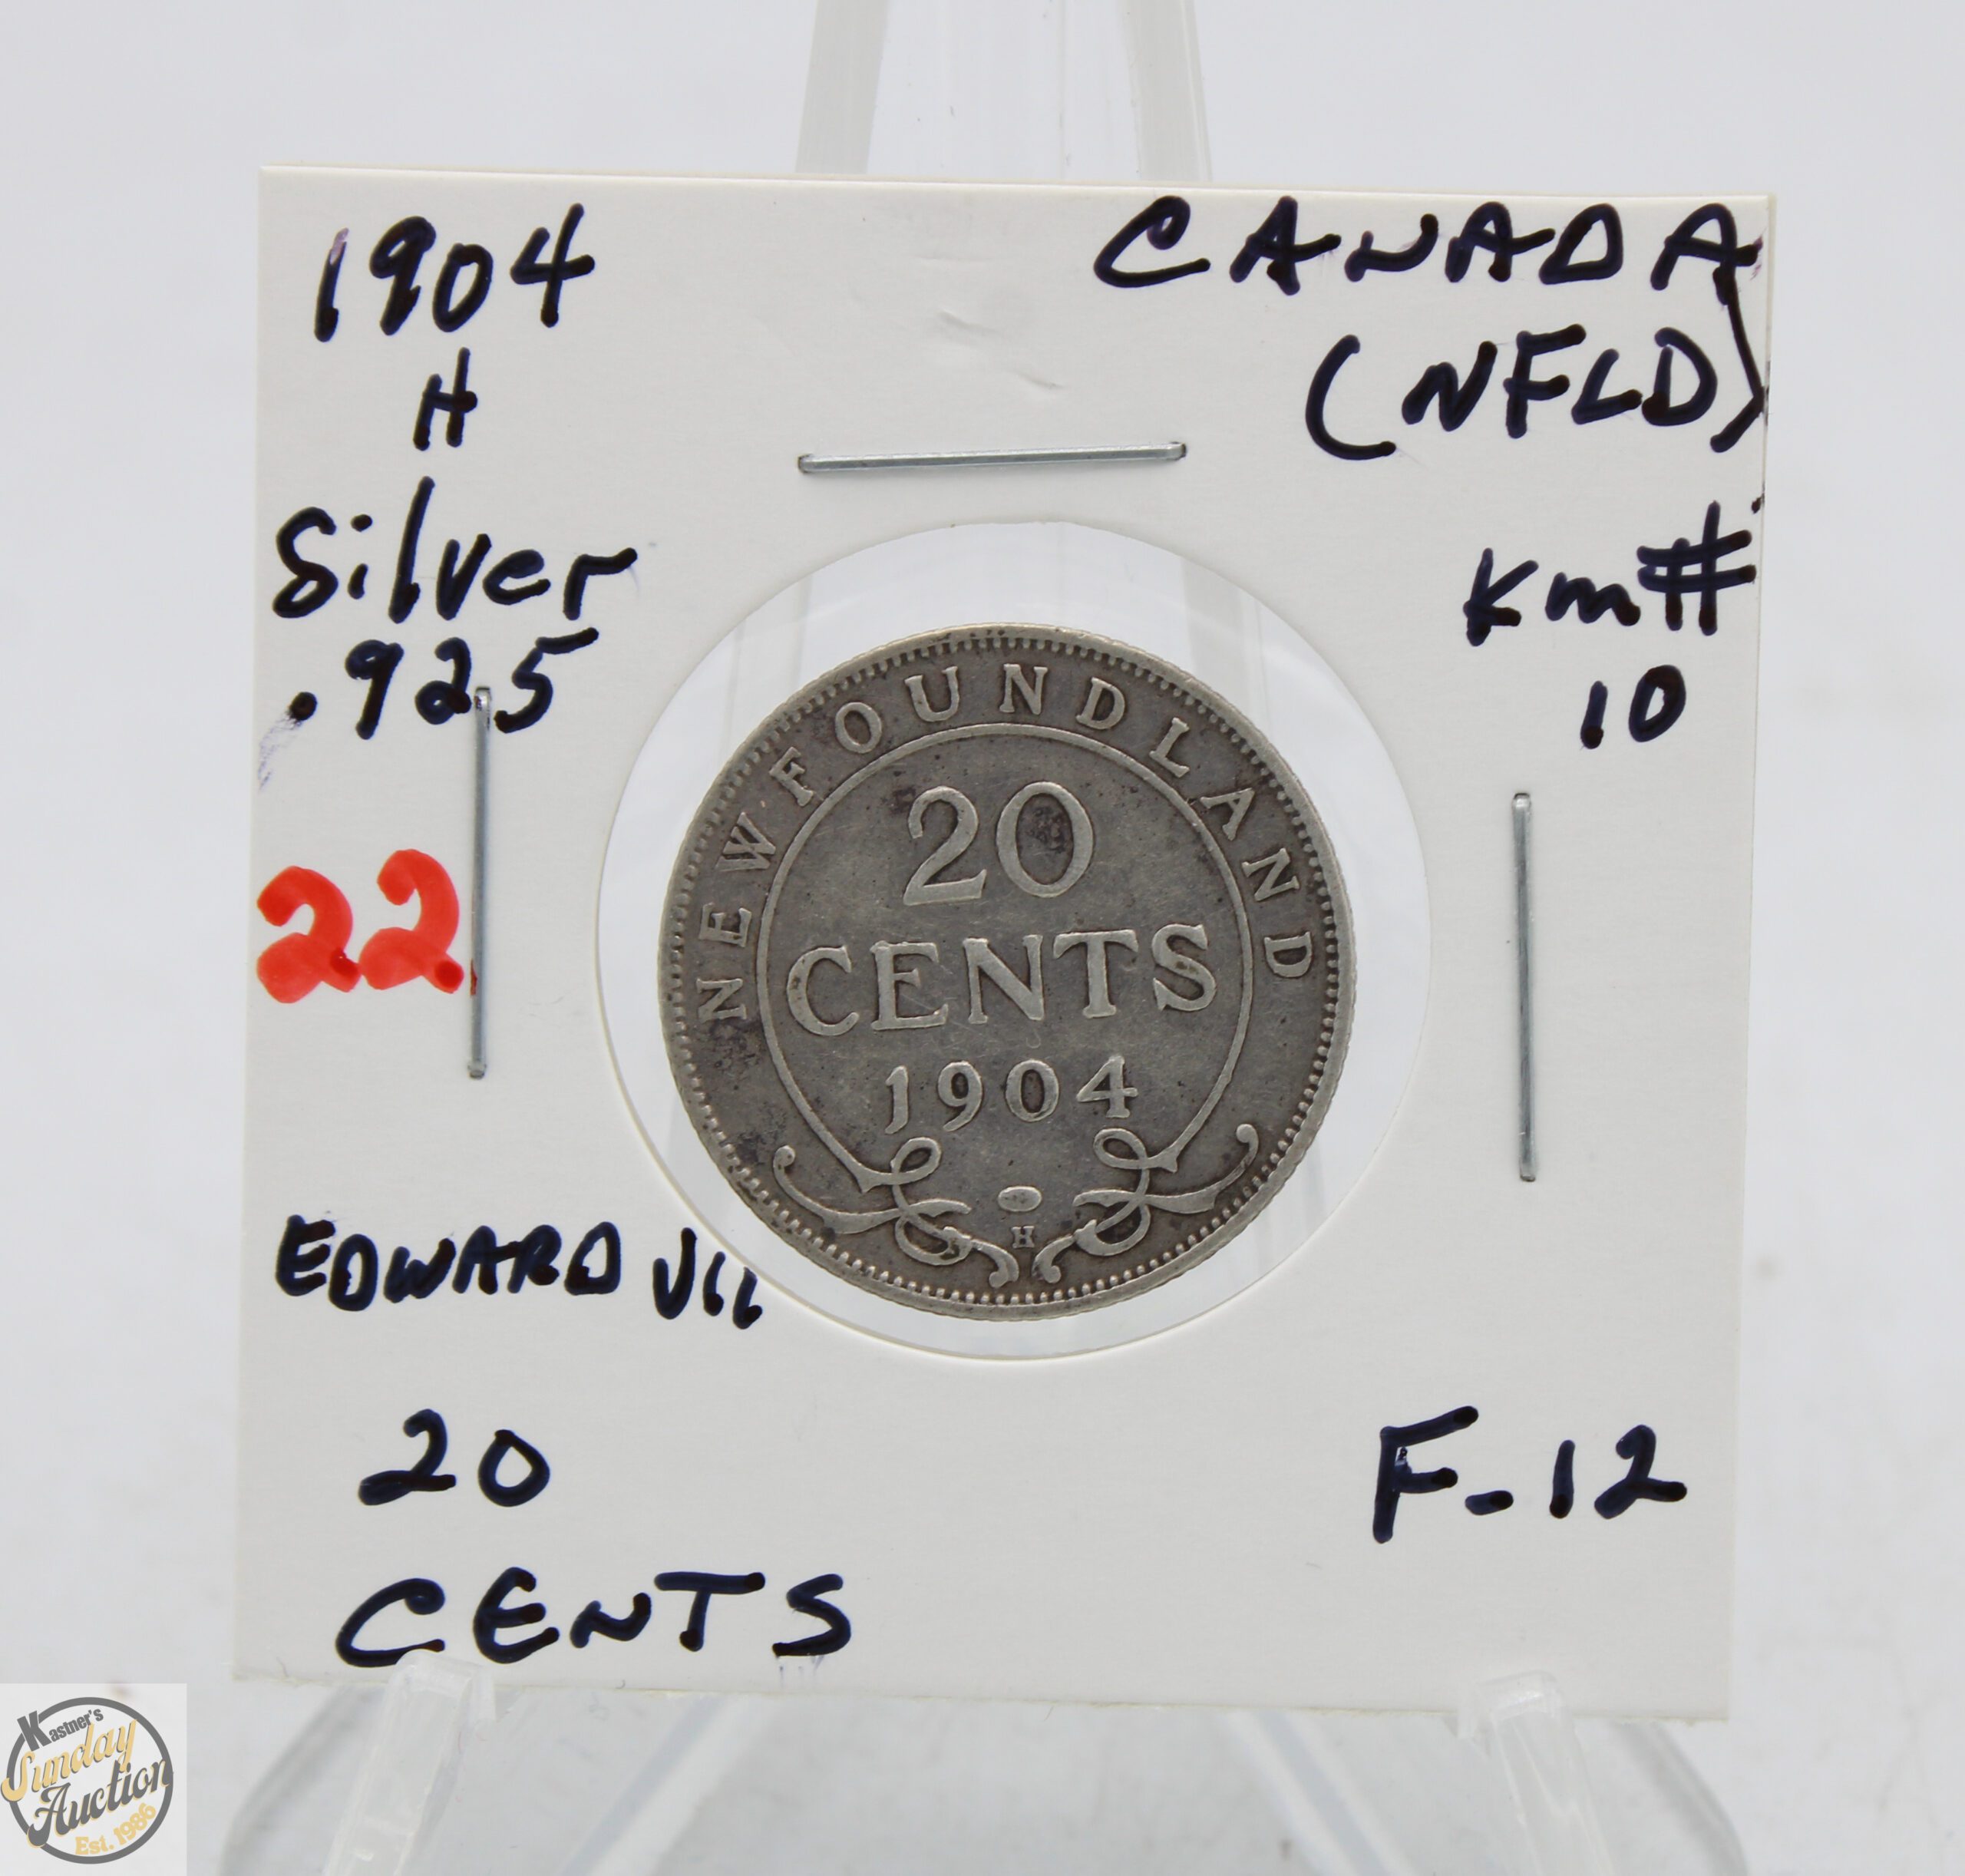 1904
H
Silver
.925
22
EDWARD VII
20
CENTS
CANADA
(NFLD)
Km#
10
F-12
NEWFOUNDLAND
20
CENTS
1904
H
Kastner's
Sunday
Auction
Est. 1986